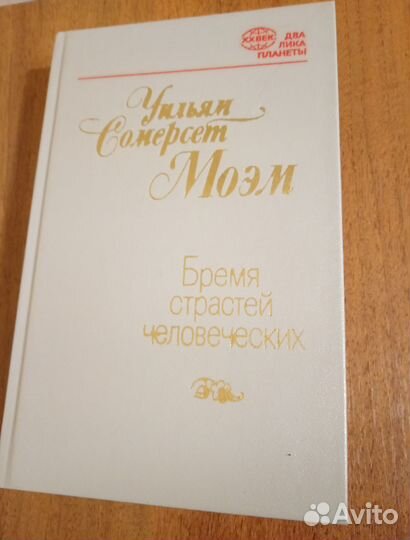 XX ВЕК
ДВА
ЛИКА
ПЛАНЕТЫ
Уильям
Сомерсет
Моэм
Бремя
страстей
человеческих
Avito